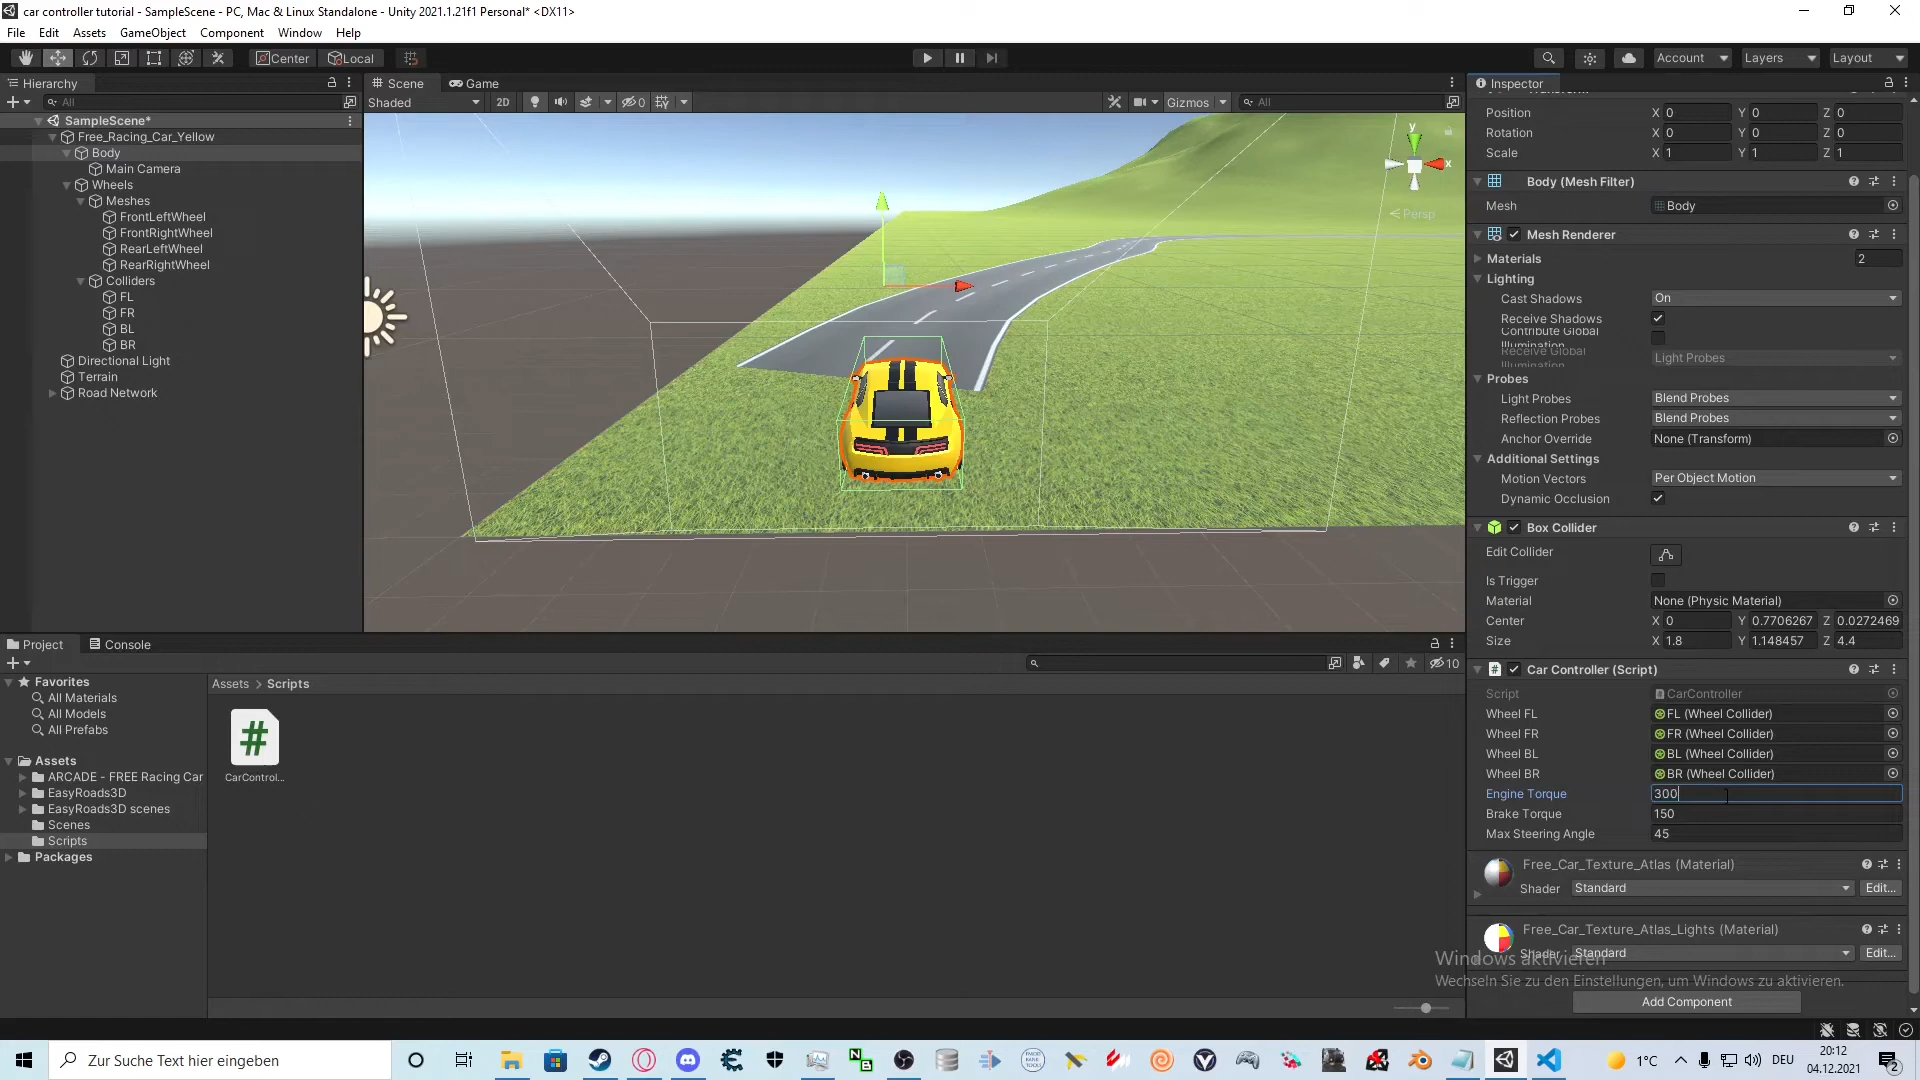 car controller tutorial - SampleScene - PC, Mac & Linux Standalone - Unity 2021.1.21f1 Personal* <DX11>
File Edit Assets GameObject Component Window Help
Center Local Account Layers Layout
Hierarchy
All
SampleScene*
Free_Racing_Car_Yellow
Body
Main Camera
Wheels
Meshes
FrontLeftWheel
FrontRightWheel
RearLeftWheel
RearRightWheel
Colliders
FL
FR
BL
BR
Directional Light
Terrain
Road Network
Scene Game
Shaded 2D 0 Gizmos All
y
x
Persp
Inspector
Position X 0 Y 0 Z 0
Rotation X 0 Y 0 Z 0
Scale X 1 Y 1 Z 1
Body (Mesh Filter)
Mesh Body
Mesh Renderer
Materials 2
Lighting
Cast Shadows On
Receive Shadows
Contribute Global
Illumination
Receive Global Light Probes
Illumination
Probes
Light Probes Blend Probes
Reflection Probes Blend Probes
Anchor Override None (Transform)
Additional Settings
Motion Vectors Per Object Motion
Dynamic Occlusion
Box Collider
Edit Collider
Is Trigger
Material None (Physic Material)
Center X 0 Y 0.7706267 Z 0.0272469
Size X 1.8 Y 1.148457 Z 4.4
# Car Controller (Script)
Script CarController
Wheel FL FL (Wheel Collider)
Wheel FR FR (Wheel Collider)
Wheel BL BL (Wheel Collider)
Wheel BR BR (Wheel Collider)
Engine Torque 300
Brake Torque 150
Max Steering Angle 45
Free_Car_Texture_Atlas (Material)
Shader Standard Edit...
Free_Car_Texture_Atlas_Lights (Material)
Shader Standard Edit...
Windows aktivieren
Wechseln Sie zu den Einstellungen, um Windows zu aktivieren.
Add Component
Project Console
10
Favorites
All Materials
All Models
All Prefabs
Assets
ARCADE - FREE Racing Car
EasyRoads3D
EasyRoads3D scenes
Scenes
Scripts
Packages
Assets > Scripts
#
CarControl...
Zur Suche Text hier eingeben
1°C DEU 20:12
04.12.2021
2